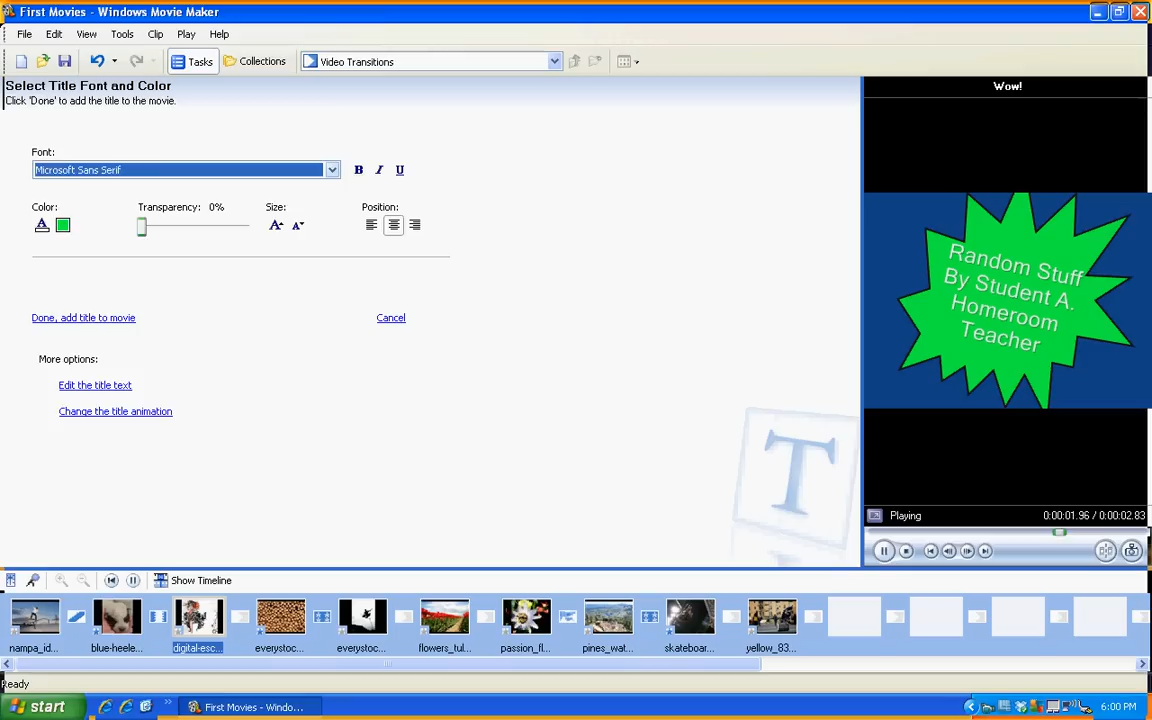 First Movies - Windows Movie Maker
File Edit View Tools Clip Play Help
Tasks Collections Video Transitions
Select Title Font and Color
Click 'Done' to add the title to the movie.
Font:
Microsoft Sans Serif
B I U
Color: Transparency: 0% Size: Position:
A A A
Done, add title to movie Cancel
More options:
Edit the title text
Change the title animation
T
Wow!
Random Stuff
By Student A.
Homeroom
Teacher
Playing 0:00:01.96 / 0:00:02.83
Show Timeline
nampa_id... blue-heele... digital-esc... everystoc... everystoc... flowers_tul... passion_fl... pines_wat... skateboar... yellow_83...
Ready
start First Movies - Windo... 6:00 PM